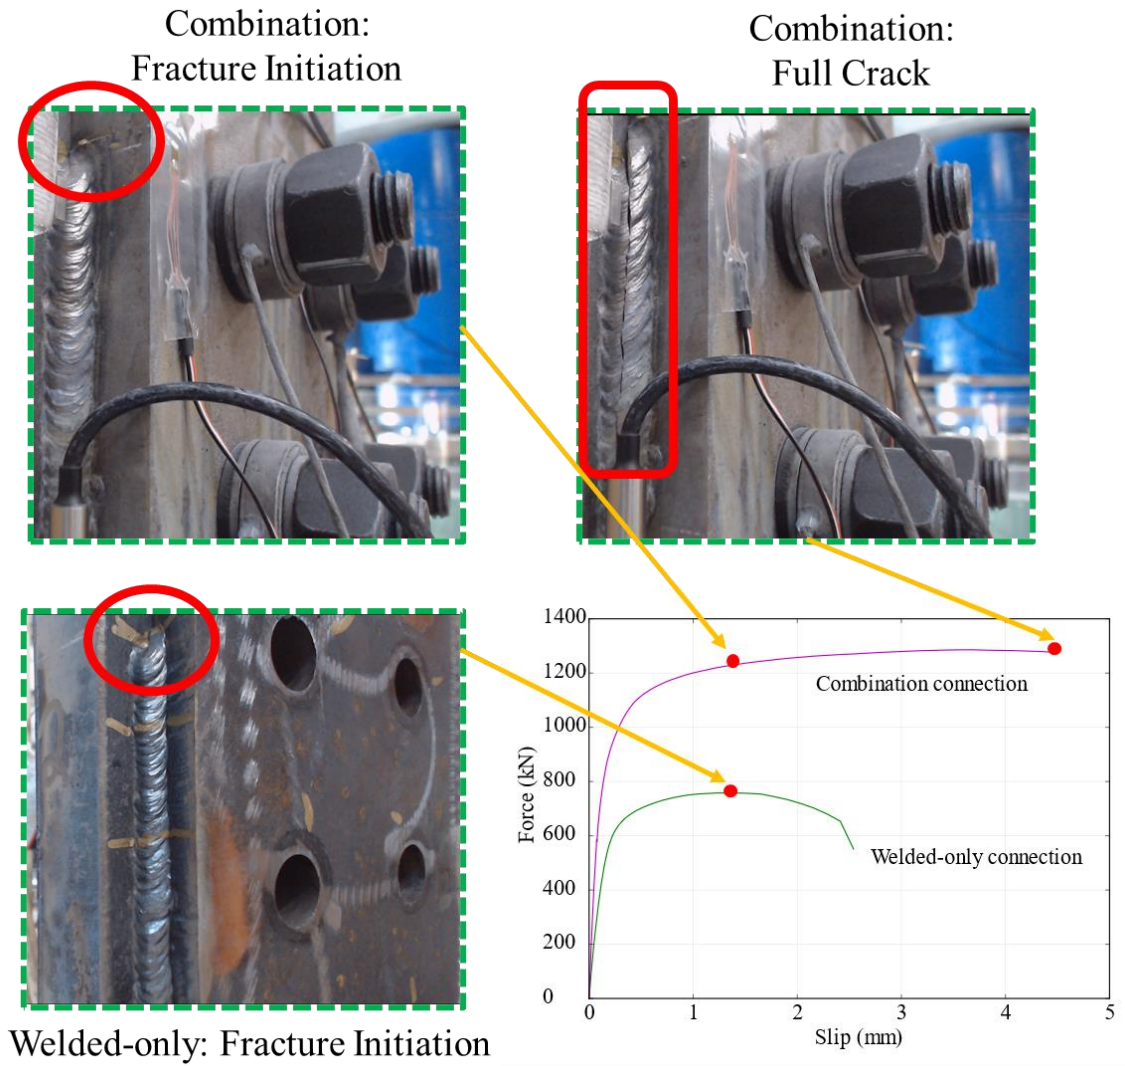 Combination:
Fracture Initiation
Combination:
Full Crack
Welded-only: Fracture Initiation
1400
1200
1000
800
600
400
200
0
Force (kN)
Combination connection
Welded-only connection
0 1 2 3 4 5
Slip (mm)